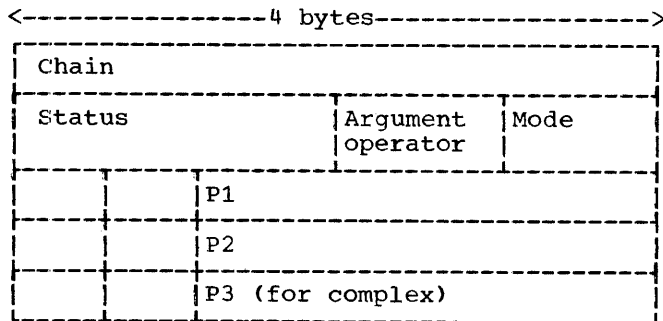 <-----------------4 bytes------------------>
Chain
Status Argument Mode
operator
P1
P2
P3 (for complex)